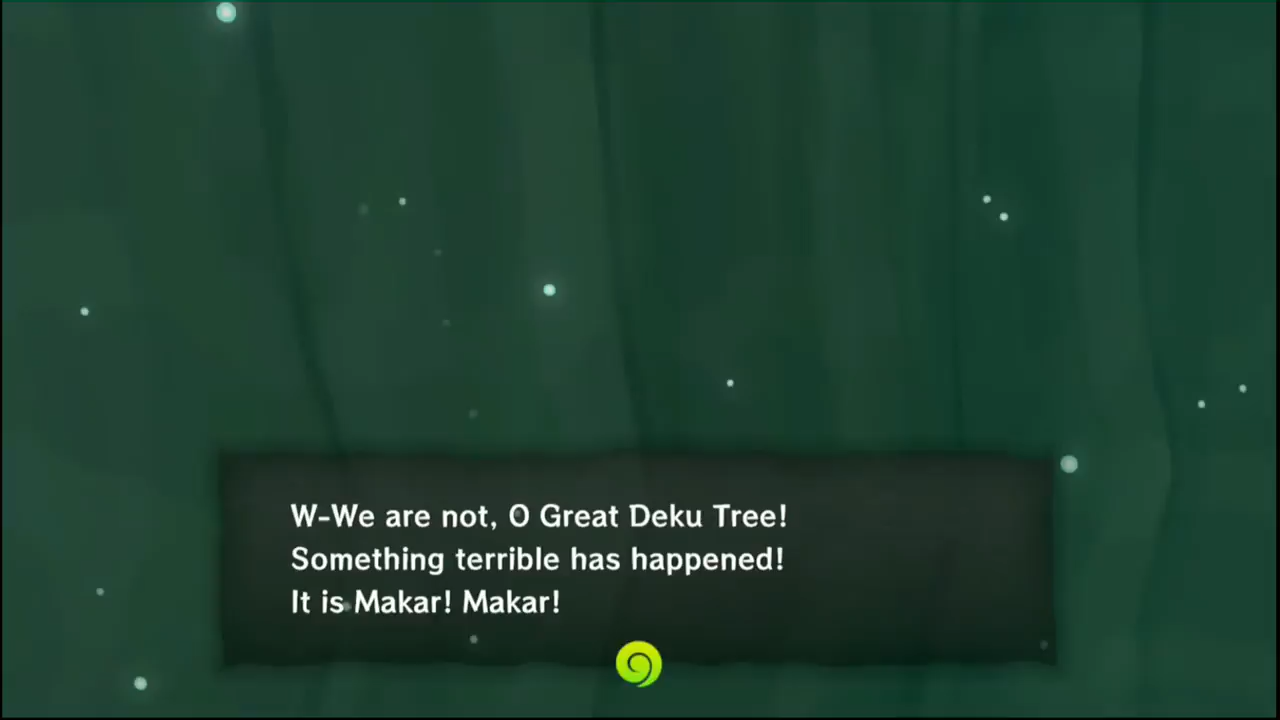 W-We are not, O Great Deku Tree!
Something terrible has happened!
It is Makar! Makar!